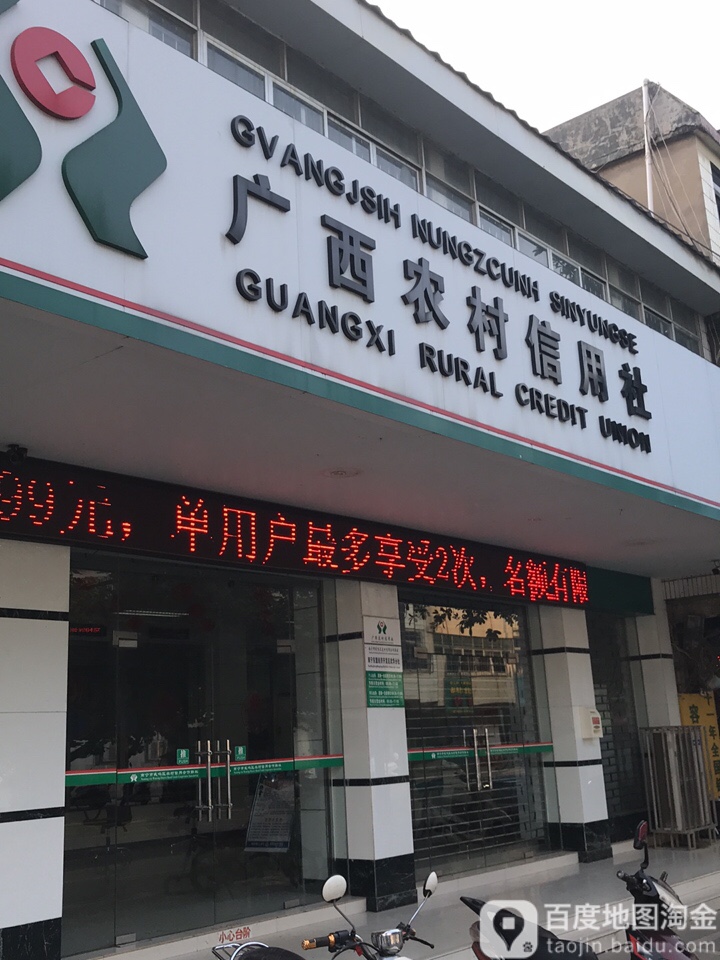 GVANGJSIH NUNGZCUNH SINYUNGSE
广西农村信用社
GUANGXI RURAL CREDIT UNION
99元，单用户最多享受2次，名额有限
小心台阶
百度地图淘金
taojin.baidu.com